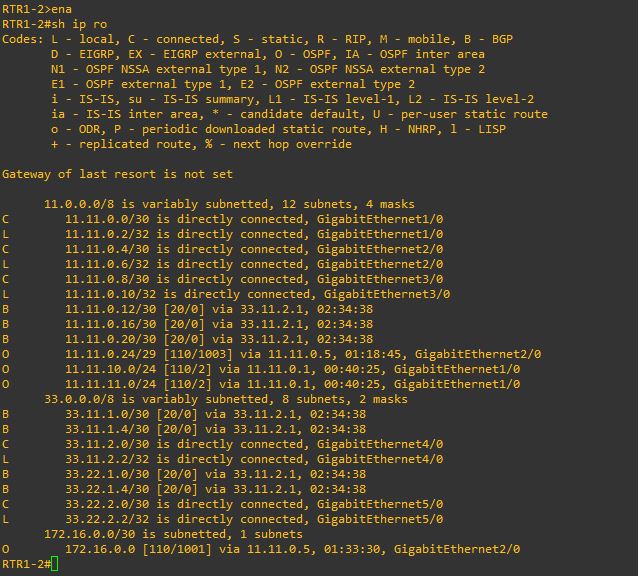 RTR1-2>ena
RTR1-2#sh ip ro
Codes: L - local, C - connected, S - static, R - RIP, M - mobile, B - BGP
       D - EIGRP, EX - EIGRP external, O - OSPF, IA - OSPF inter area
       N1 - OSPF NSSA external type 1, N2 - OSPF NSSA external type 2
       E1 - OSPF external type 1, E2 - OSPF external type 2
       i - IS-IS, su - IS-IS summary, L1 - IS-IS level-1, L2 - IS-IS level-2
       ia - IS-IS inter area, * - candidate default, U - per-user static route
       o - ODR, P - periodic downloaded static route, H - NHRP, l - LISP
       + - replicated route, % - next hop override
Gateway of last resort is not set
      11.0.0.0/8 is variably subnetted, 12 subnets, 4 masks
C        11.11.0.0/30 is directly connected, GigabitEthernet1/0
L        11.11.0.2/32 is directly connected, GigabitEthernet1/0
C        11.11.0.4/30 is directly connected, GigabitEthernet2/0
L        11.11.0.6/32 is directly connected, GigabitEthernet2/0
C        11.11.0.8/30 is directly connected, GigabitEthernet3/0
L        11.11.0.10/32 is directly connected, GigabitEthernet3/0
B        11.11.0.12/30 [20/0] via 33.11.2.1, 02:34:38
B        11.11.0.16/30 [20/0] via 33.11.2.1, 02:34:38
B        11.11.0.20/30 [20/0] via 33.11.2.1, 02:34:38
O        11.11.0.24/29 [110/1003] via 11.11.0.5, 01:18:45, GigabitEthernet2/0
O        11.11.10.0/24 [110/2] via 11.11.0.1, 00:40:25, GigabitEthernet1/0
O        11.11.11.0/24 [110/2] via 11.11.0.1, 00:40:25, GigabitEthernet1/0
      33.0.0.0/8 is variably subnetted, 8 subnets, 2 masks
B        33.11.1.0/30 [20/0] via 33.11.2.1, 02:34:38
B        33.11.1.4/30 [20/0] via 33.11.2.1, 02:34:38
C        33.11.2.0/30 is directly connected, GigabitEthernet4/0
L        33.11.2.2/32 is directly connected, GigabitEthernet4/0
B        33.22.1.0/30 [20/0] via 33.11.2.1, 02:34:38
B        33.22.1.4/30 [20/0] via 33.11.2.1, 02:34:38
C        33.22.2.0/30 is directly connected, GigabitEthernet5/0
L        33.22.2.2/32 is directly connected, GigabitEthernet5/0
      172.16.0.0/30 is subnetted, 1 subnets
O        172.16.0.0 [110/1001] via 11.11.0.5, 01:33:30, GigabitEthernet2/0
RTR1-2#